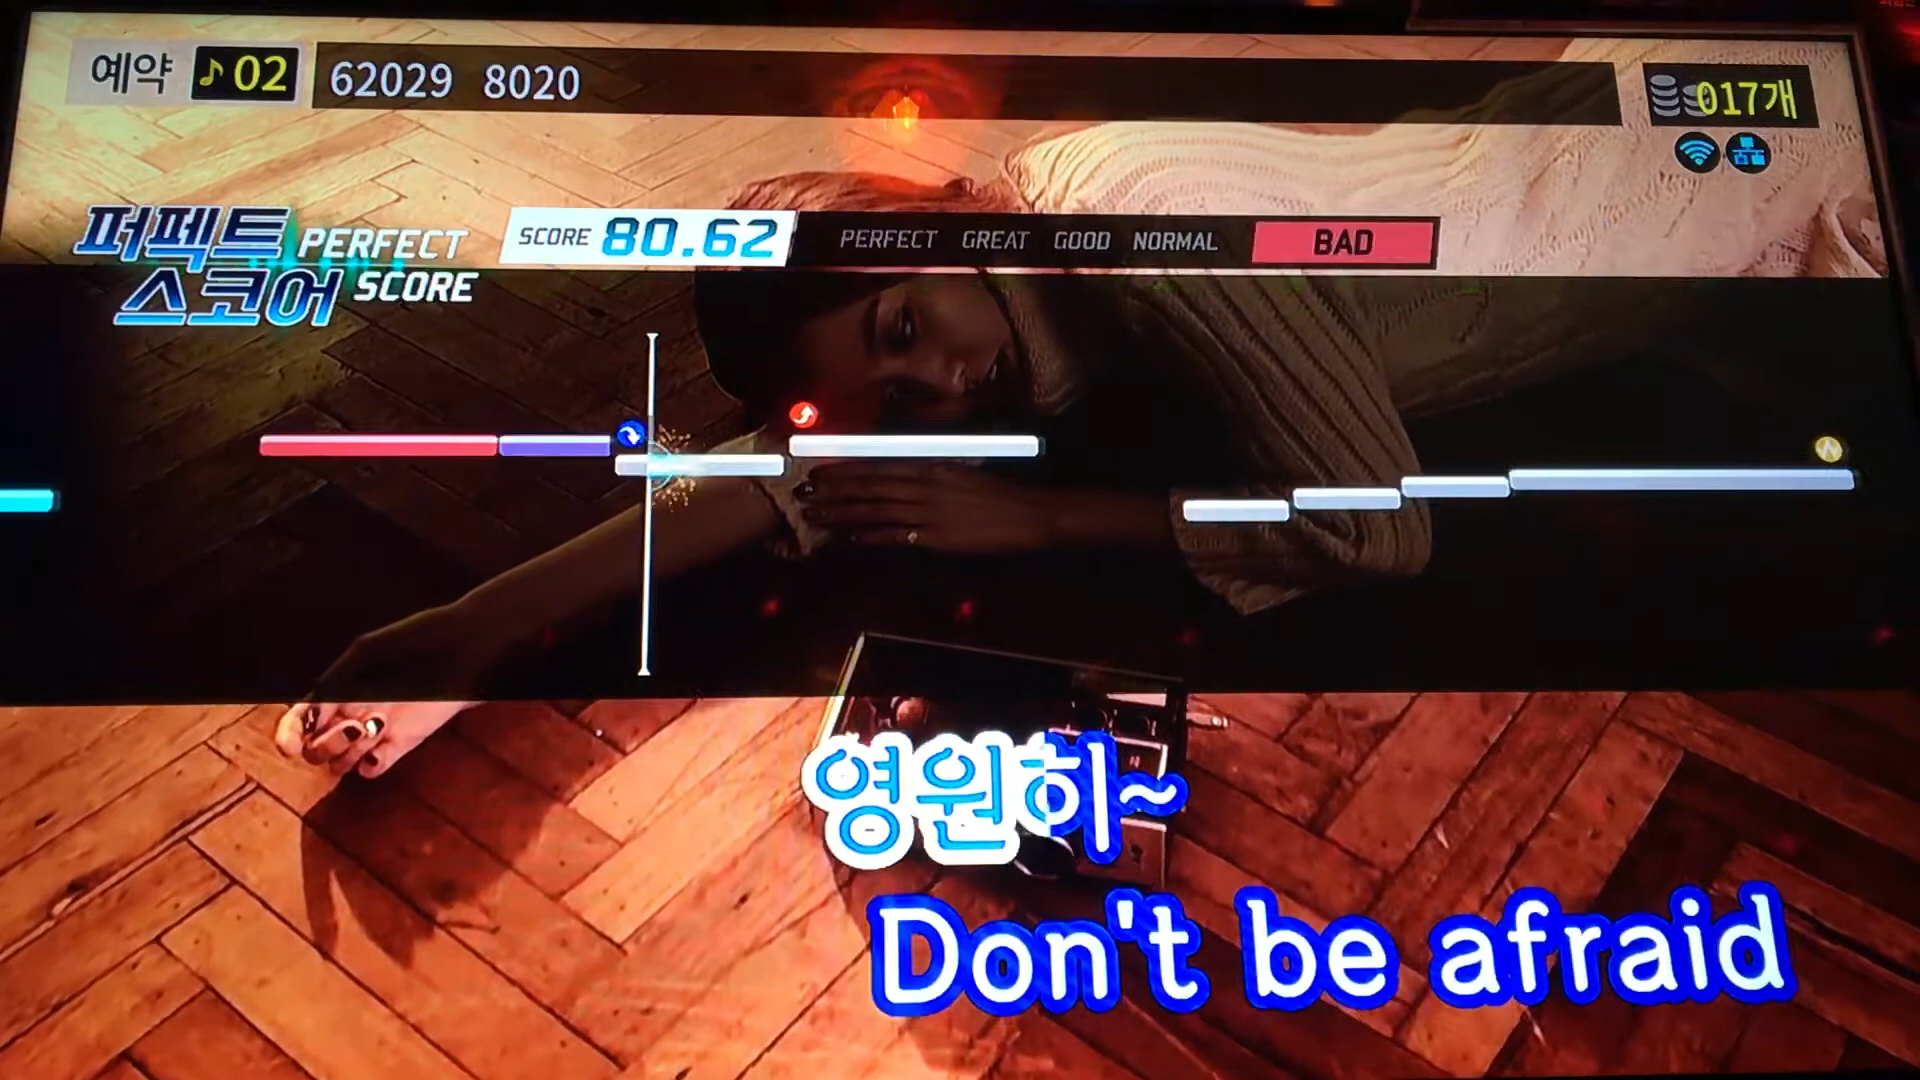 예약 ♪02 62029 8020 017개
퍼펙트 PERFECT
스코어 SCORE
SCORE 80.62 PERFECT GREAT GOOD NORMAL BAD
영원히~
Don't be afraid